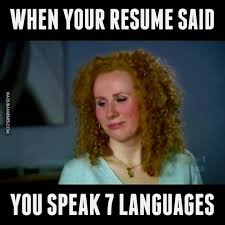 WHEN YOUR RESUME SAID
YOU SPEAK 7 LANGUAGES